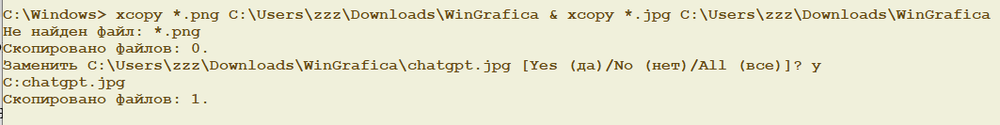 C:\Windows> xcopy *.png C:\Users\zzz\Downloads\WinGrafica & xcopy *.jpg C:\Users\zzz\Downloads\WinGrafica
Не найден файл: *.png
Скопировано файлов: 0.
Заменить C:\Users\zzz\Downloads\WinGrafica\chatgpt.jpg [Yes (да)/No (нет)/All (все)]? y
C:chatgpt.jpg
Скопировано файлов: 1.